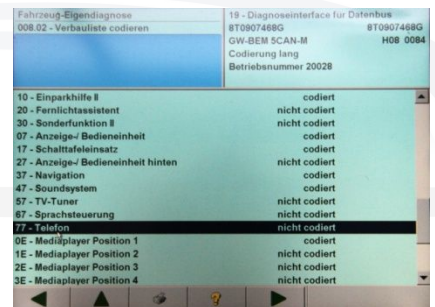 Fahrzeug-Eigendiagnose
008.02 - Verbauliste codieren
19 - Diagnoseinterface fur Datenbus
8T0907468G 8T0907468G
GW-BEM 5CAN-M H08 0084
Codierung lang
Betriebsnummer 20028
10 - Einparkhilfe II codiert
20 - Fernlichtassistent nicht codiert
30 - Sonderfunktion II nicht codiert
07 - Anzeige-/ Bedieneinheit codiert
17 - Schalttafeleinsatz codiert
27 - Anzeige-/ Bedieneinheit hinten nicht codiert
37 - Navigation codiert
47 - Soundsystem codiert
57 - TV-Tuner nicht codiert
67 - Sprachsteuerung nicht codiert
77 - Telefon nicht codiert
0E - Mediaplayer Position 1 codiert
1E - Mediaplayer Position 2 nicht codiert
2E - Mediaplayer Position 3 nicht codiert
3E - Mediaplayer Position 4 nicht codiert
?